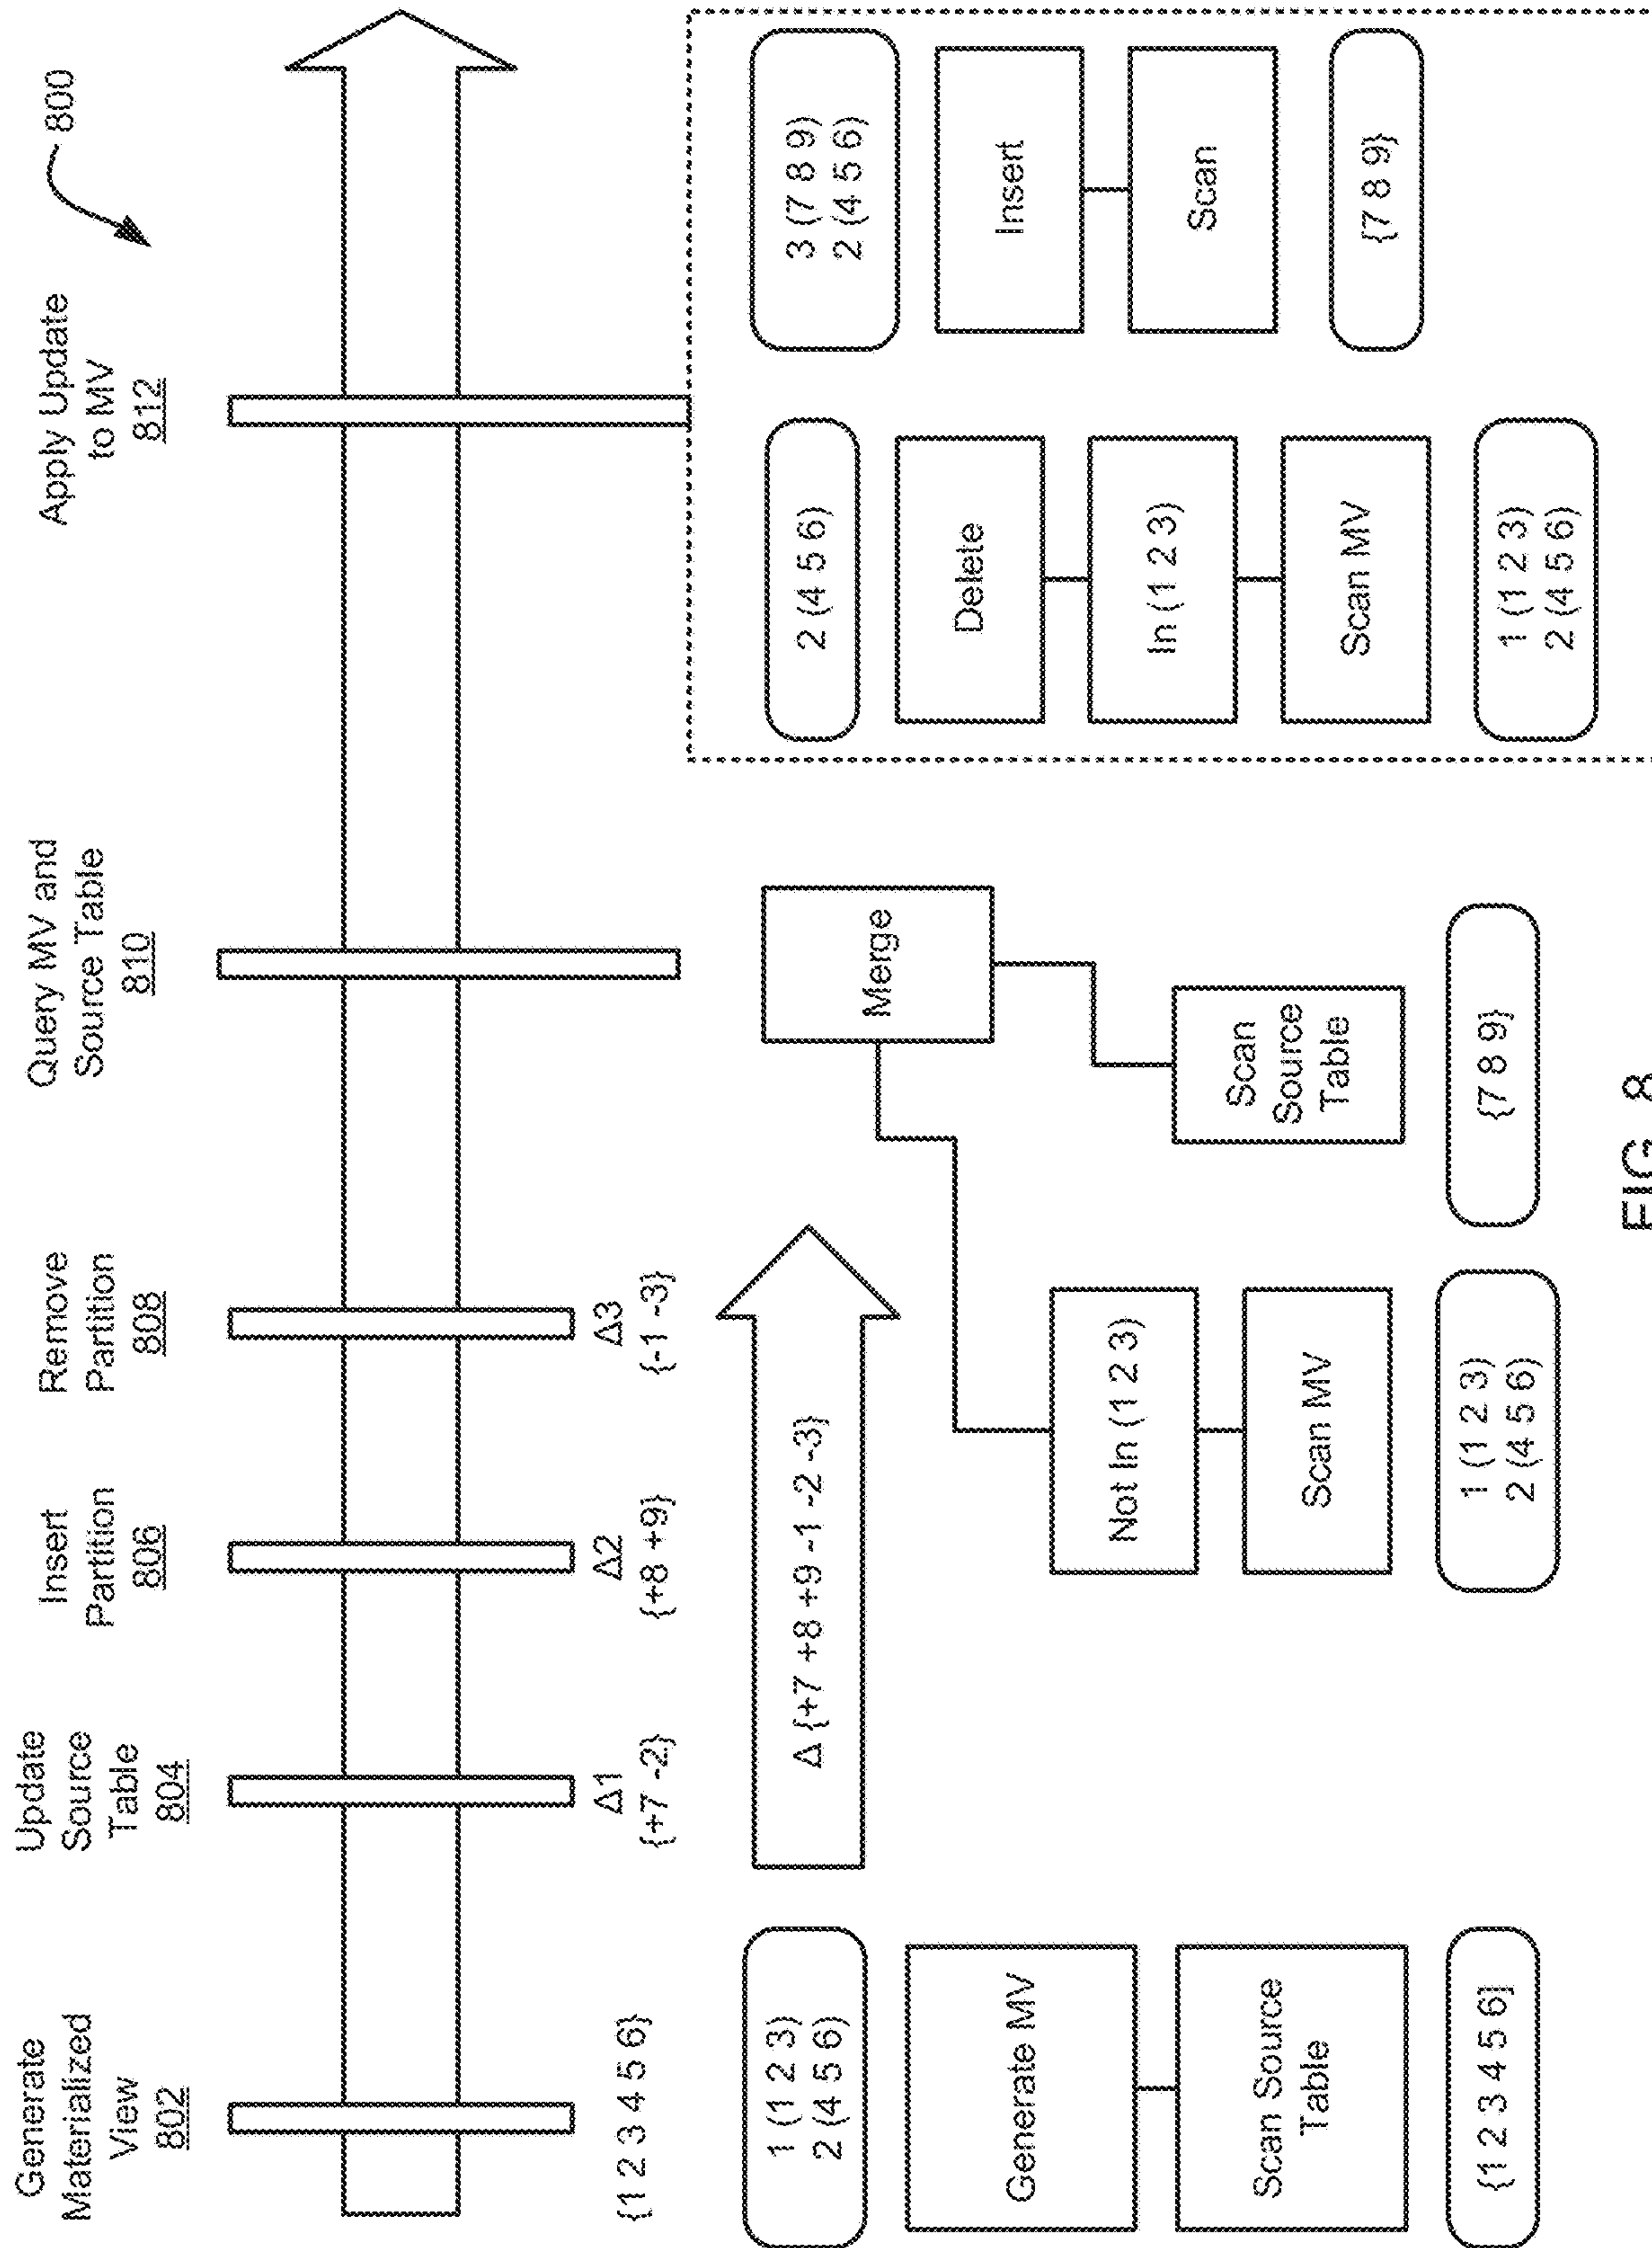 800
Generate
Materialized
View
802
Update
Source
Table
804
Insert
Partition
806
Remove
Partition
808
Query MV and
Source Table
810
Apply Update
to MV
812
{1 2 3 4 5 6}
Δ1
{+7 -2}
Δ2
{+8 +9}
Δ3
{-1 -3}
1 (1 2 3)
2 (4 5 6)
Generate MV
Scan Source
Table
{1 2 3 4 5 6]
Δ {+7 +8 +9 -1 -2 -3}
Merge
Not In (1 2 3)
Scan MV
1 (1 2 3)
2 (4 5 6)
Scan
Source
Table
{7 8 9}
2 (4 5 6)
Delete
In (1 2 3)
Scan MV
1 (1 2 3)
2 (4 5 6)
3 (7 8 9)
2 (4 5 6)
Insert
Scan
{7 8 9}
FIG. 8